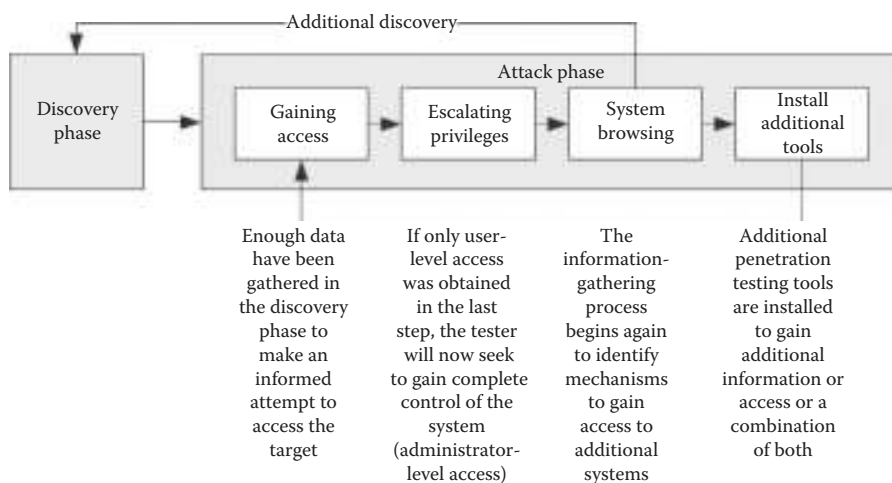 Additional discovery
Attack phase
Discovery
phase
Gaining
access
Escalating
privileges
System
browsing
Install
additional
tools
Enough data
have been
gathered in
the discovery
phase to
make an
informed
attempt to
access the
target
If only user-
level access
was obtained
in the last
step, the tester
will now seek
to gain complete
control of the
system
(administrator-
level access)
The
information-
gathering
process
begins again
to identify
mechanisms
to gain
access to
additional
systems
Additional
penetration
testing tools
are installed
to gain
additional
information or
access or a
combination
of both